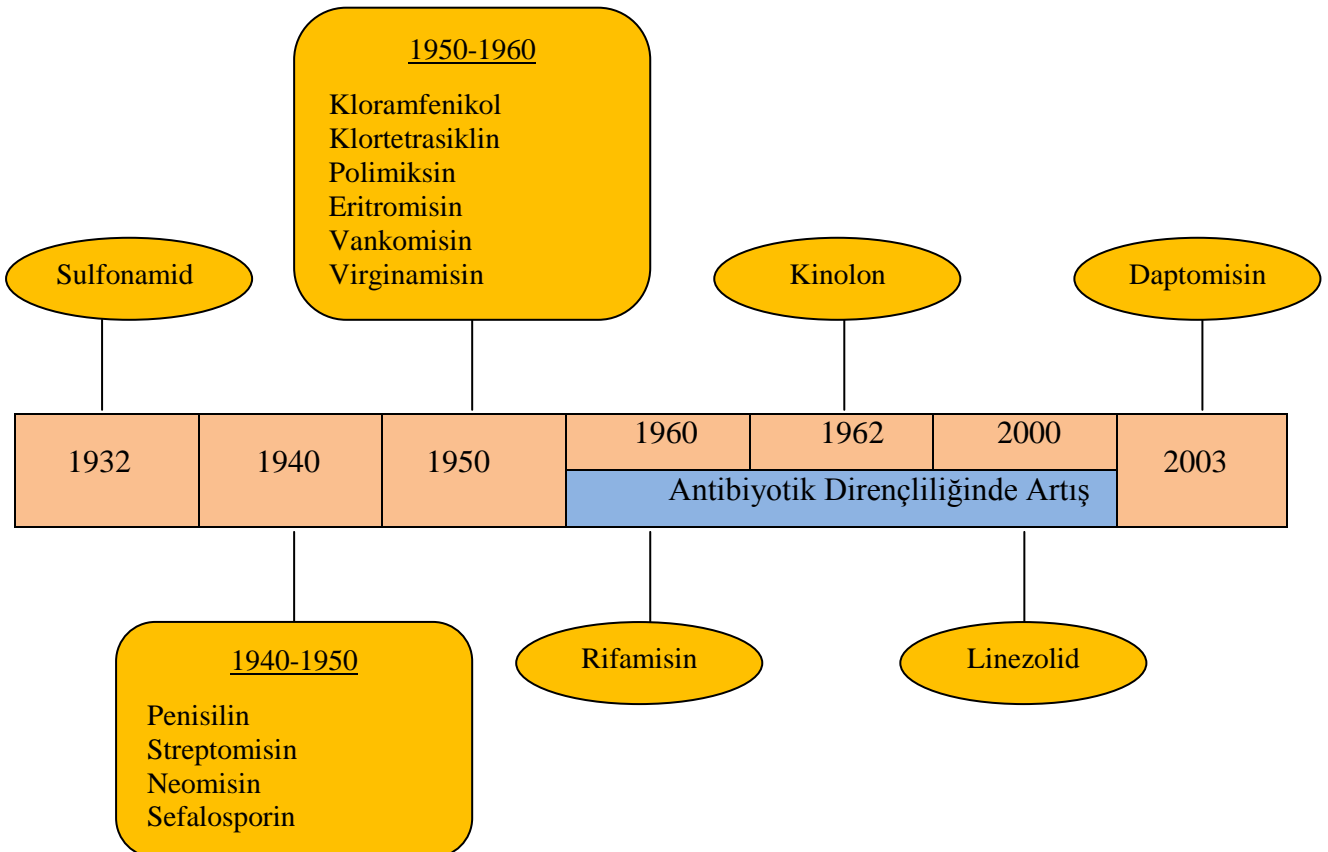 1950-1960
Kloramfenikol
Klortetrasiklin
Polimiksin
Eritromisin
Vankomisin
Virginamisin
Sulfonamid
Kinolon
Daptomisin
1932
1940
1950
1960
1962
2000
2003
Antibiyotik Dirençliliğinde Artış
1940-1950
Penisilin
Streptomisin
Neomisin
Sefalosporin
Rifamisin
Linezolid